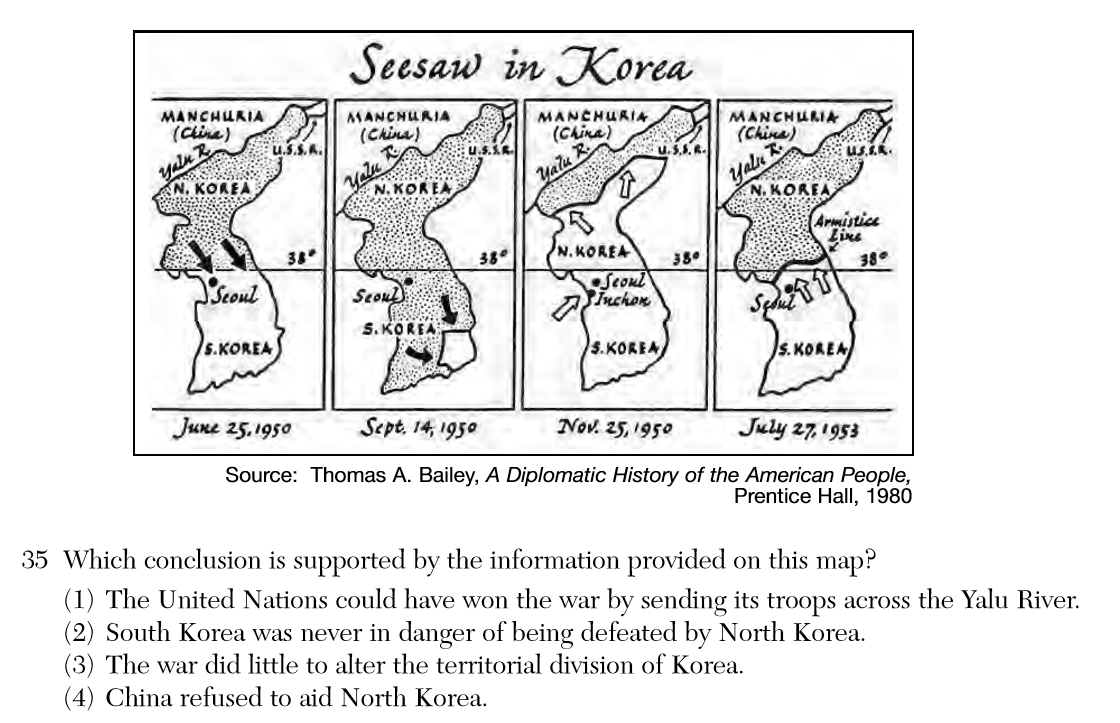 Seesaw in Korea
MANCHURIA
(China)
Yalu R.
U.S.S.R.
N. KOREA
38°
Seoul
S. KOREA
June 25, 1950
MANCHURIA
(China)
Yalu R.
U.S.S.R.
N. KOREA
38°
Seoul
S. KOREA
Sept. 14, 1950
MANCHURIA
(China)
Yalu R.
U.S.S.R.
N. KOREA
38°
Seoul
Inchon
S. KOREA
Nov. 25, 1950
MANCHURIA
(China)
Yalu R.
U.S.S.R.
N. KOREA
Armistice
Line
38°
Seoul
S. KOREA
July 27, 1953
Source: Thomas A. Bailey, A Diplomatic History of the American People,
Prentice Hall, 1980
35 Which conclusion is supported by the information provided on this map?
(1) The United Nations could have won the war by sending its troops across the Yalu River.
(2) South Korea was never in danger of being defeated by North Korea.
(3) The war did little to alter the territorial division of Korea.
(4) China refused to aid North Korea.